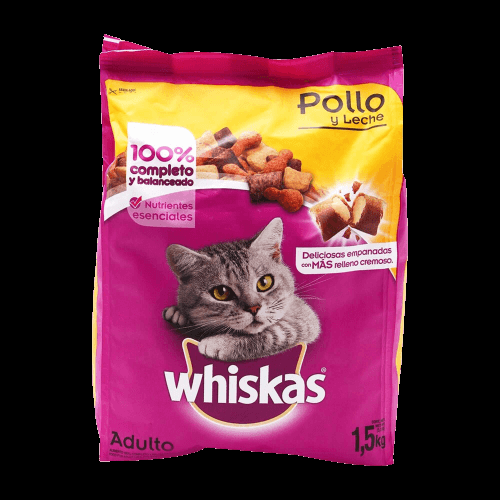 Pollo
y Leche
100%
completo
y balanceado
✓ Nutrientes
esenciales
Deliciosas empanadas
con MÁS relleno cremoso.
whiskas®
Adulto
1,5kg